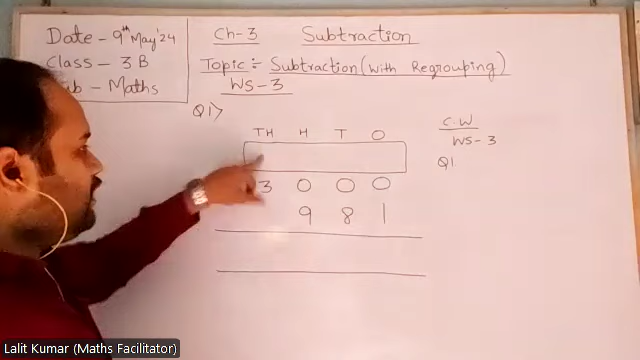 Date - 9th May'24
Class - 3 B
Sub - Maths
Ch-3 Subtraction
Topic:- Subtraction (With Regrouping)
WS-3
Q1>
TH H T O
3 0 0 0
9 8 1
C.W
WS-3
Q1
Lalit Kumar (Maths Facilitator)